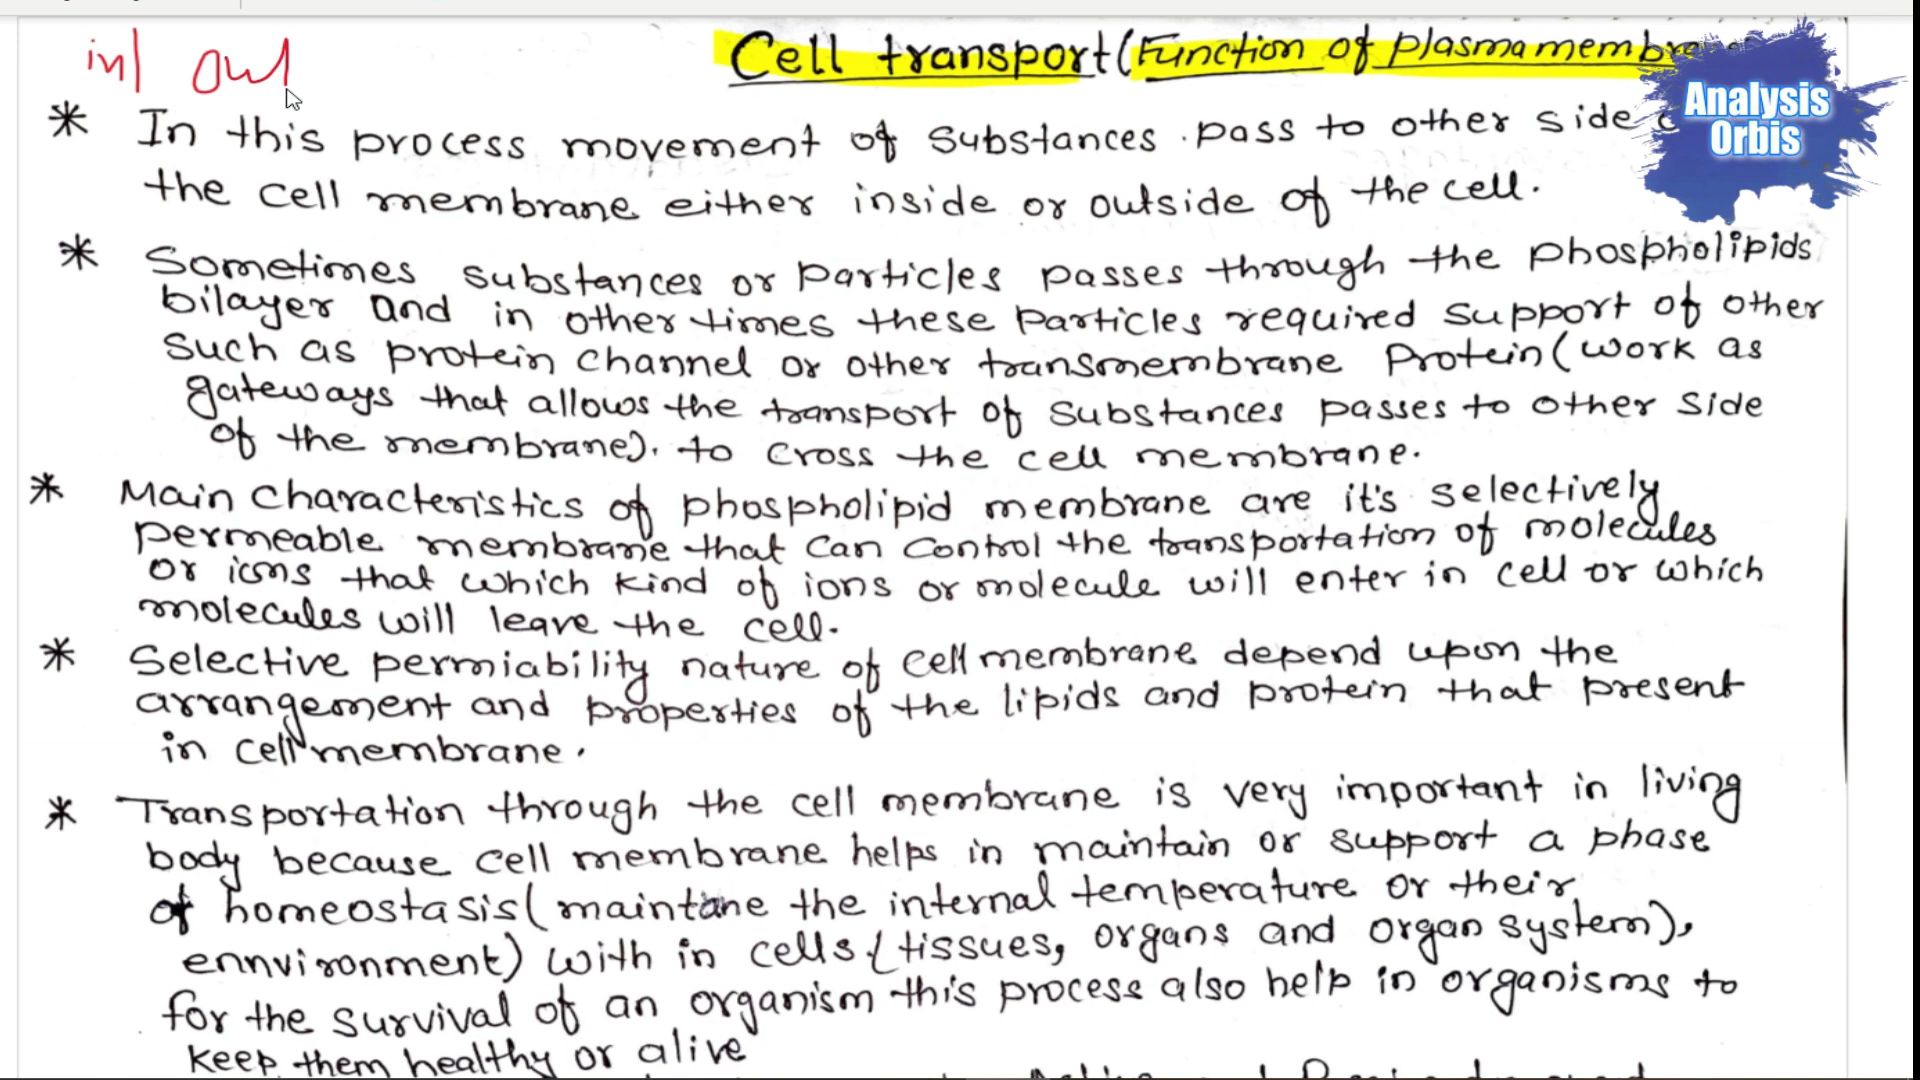 in| out
Cell transport (Function of plasma membra
Analysis
Orbis
* In this process movement of substances . pass to other side
the cell membrane either inside or outside of the cell.
* Sometimes substances or particles passes through the phospholipids
bilayer and in other times these particles required support of other
such as protein channel or other transmembrane Protein (work as
gateways that allows the transport of substances passes to other side
of the membrane). to cross the cell membrane.
* Main characteristics of phospholipid membrane are it's selectively
permeable membrane that can control the transportation of molecules
or ions that which kind of ions or molecule will enter in cell or which
molecules will leave the cell.
* Selective permiability nature of cell membrane depend upon the
arrangement and properties of the lipids and protein that present
in cell membrane.
* Transportation through the cell membrane is very important in living
body because cell membrane helps in maintain or support a phase
of homeostasis (maintane the internal temperature or their
ennvironment) with in cells (tissues, organs and organ system),
for the survival of an organism this process also help in organisms to
keep them healthy or alive